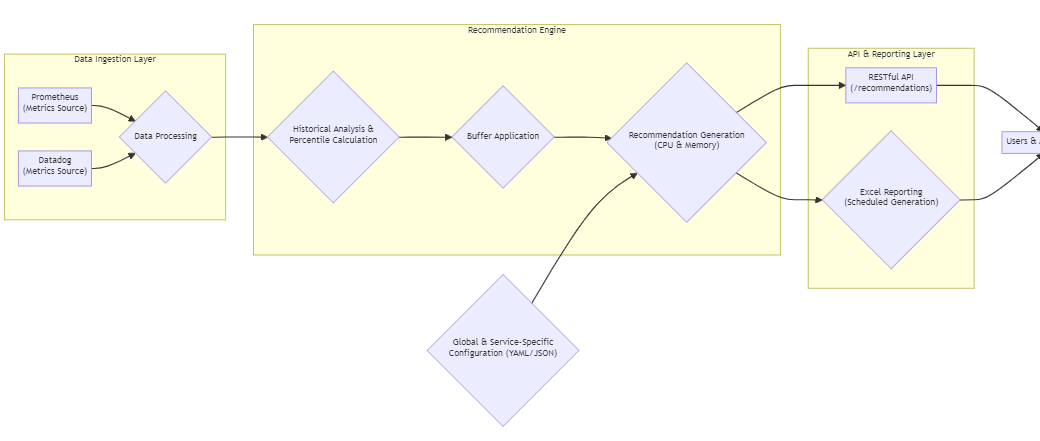 Recommendation Engine
Data Ingestion Layer
API & Reporting Layer
Prometheus
(Metrics Source)
Datadog
(Metrics Source)
Data Processing
Historical Analysis &
Percentile Calculation
Buffer Application
Recommendation Generation
(CPU & Memory)
RESTful API
(/recommendations)
Excel Reporting
(Scheduled Generation)
Users &
Global & Service-Specific
Configuration (YAML/JSON)